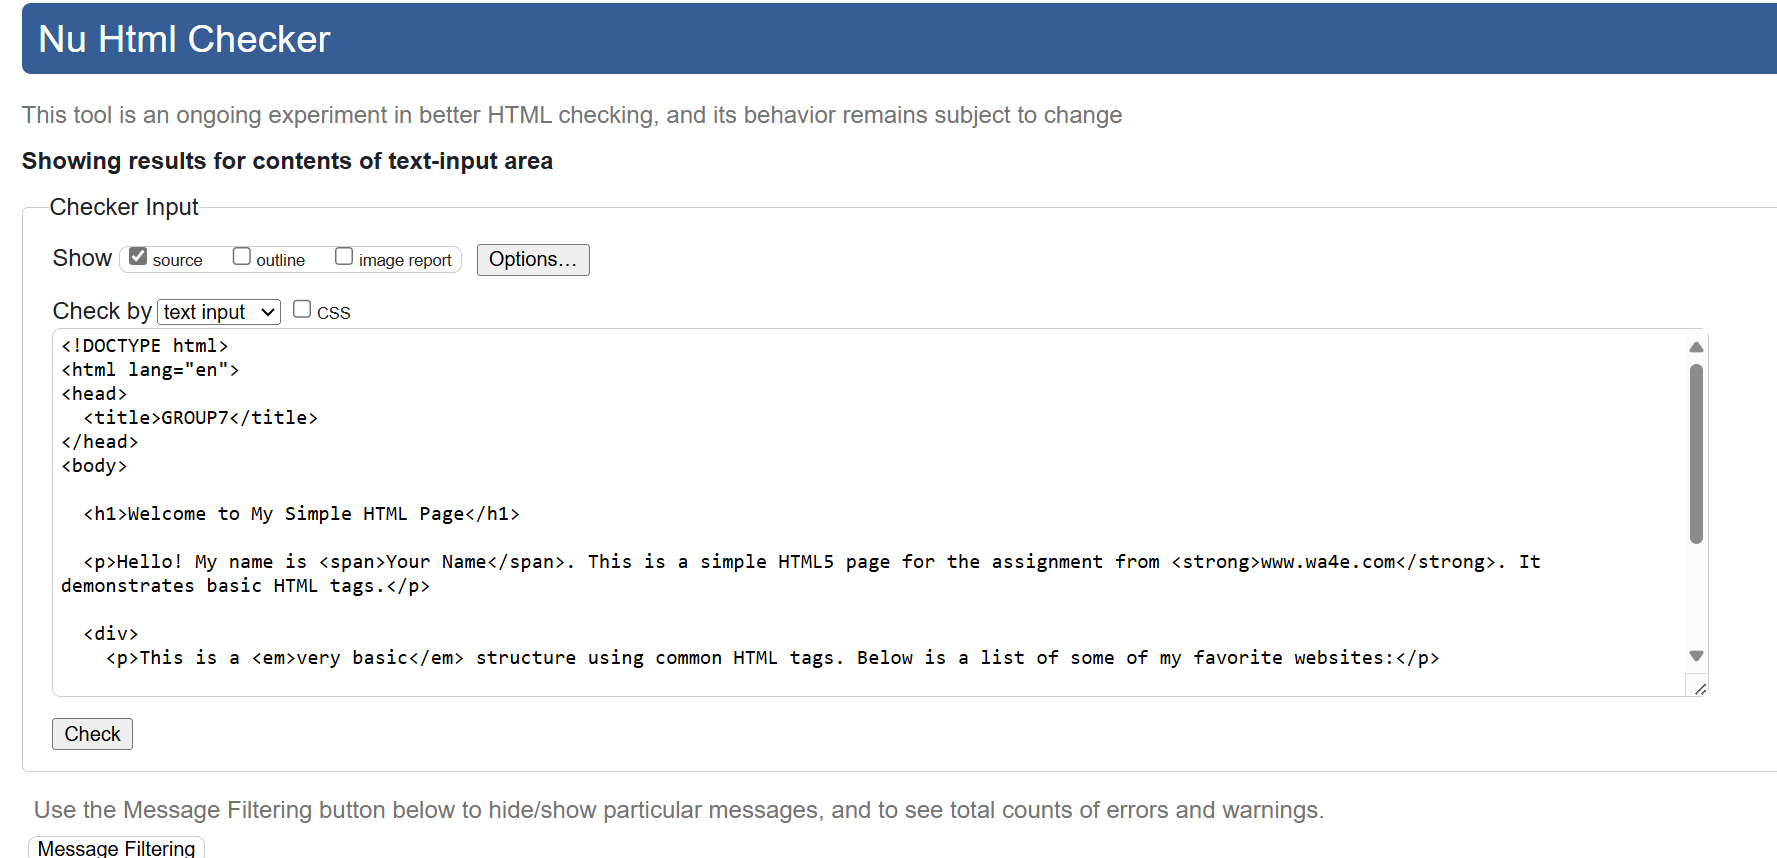 Nu Html Checker
This tool is an ongoing experiment in better HTML checking, and its behavior remains subject to change
Showing results for contents of text-input area
Checker Input
Show source outline image report Options...
Check by text input CSS
<!DOCTYPE html>
<html lang="en">
<head>
  <title>GROUP7</title>
</head>
<body>
  <h1>Welcome to My Simple HTML Page</h1>
  <p>Hello! My name is <span>Your Name</span>. This is a simple HTML5 page for the assignment from <strong>www.wa4e.com</strong>. It
demonstrates basic HTML tags.</p>
  <div>
    <p>This is a <em>very basic</em> structure using common HTML tags. Below is a list of some of my favorite websites:</p>
Check
Use the Message Filtering button below to hide/show particular messages, and to see total counts of errors and warnings.
Message Filtering